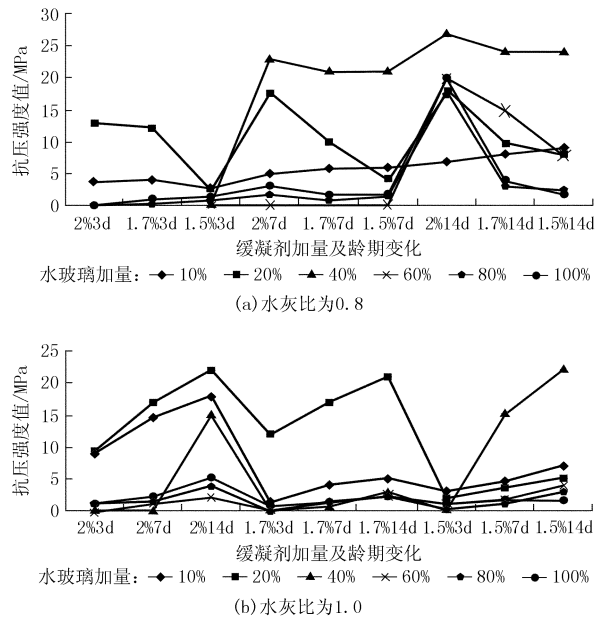 抗压强度值/MPa
30
25
20
15
10
5
0
2%3d 1.7%3d 1.5%3d 2%7d 1.7%7d 1.5%7d 2%14d 1.7%14d 1.5%14d
缓凝剂加量及龄期变化
水玻璃加量： 10% 20% 40% 60% 80% 100%
(a)水灰比为0.8
抗压强度值/MPa
25
20
15
10
5
0
2%3d 2%7d 2%14d 1.7%3d 1.7%7d 1.7%14d 1.5%3d 1.5%7d 1.5%14d
缓凝剂加量及龄期变化
水玻璃加量： 10% 20% 40% 60% 80% 100%
(b)水灰比为1.0